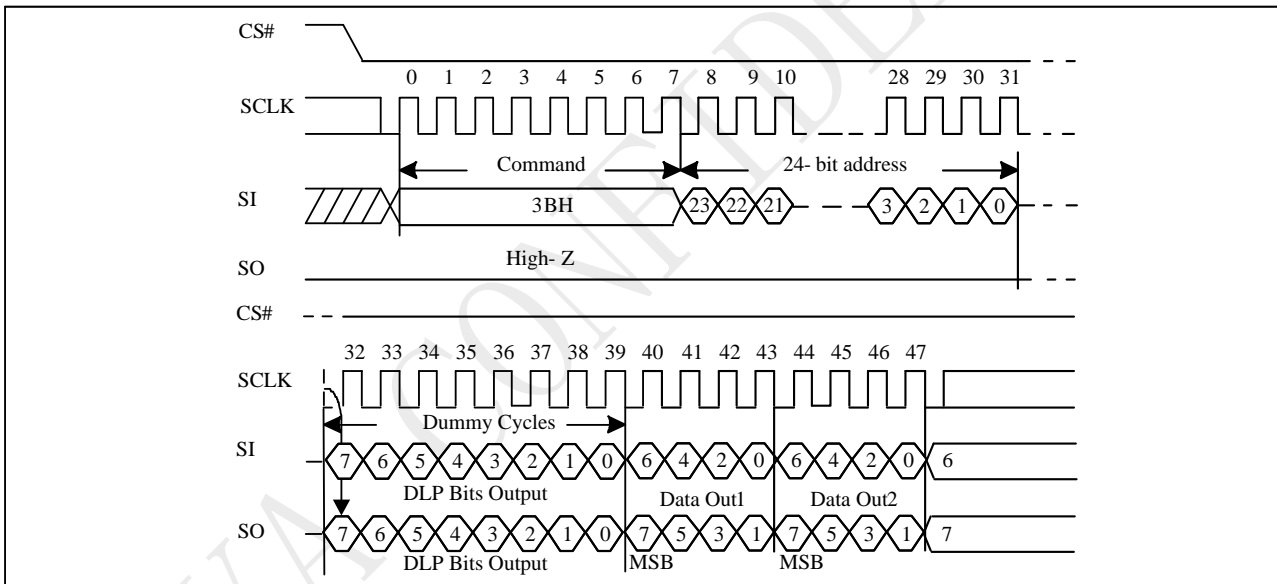 CS#
0 1 2 3 4 5 6 7 8 9 10 28 29 30 31
SCLK
Command 24- bit address
SI 3BH 23 22 21 3 2 1 0
High- Z
SO
CS#
32 33 34 35 36 37 38 39 40 41 42 43 44 45 46 47
SCLK
Dummy Cycles
SI
7 6 5 4 3 2 1 0 6 4 2 0 6 4 2 0 6
DLP Bits Output Data Out1 Data Out2
SO 7 6 5 4 3 2 1 0 7 5 3 1 7 5 3 1 7
DLP Bits Output MSB MSB